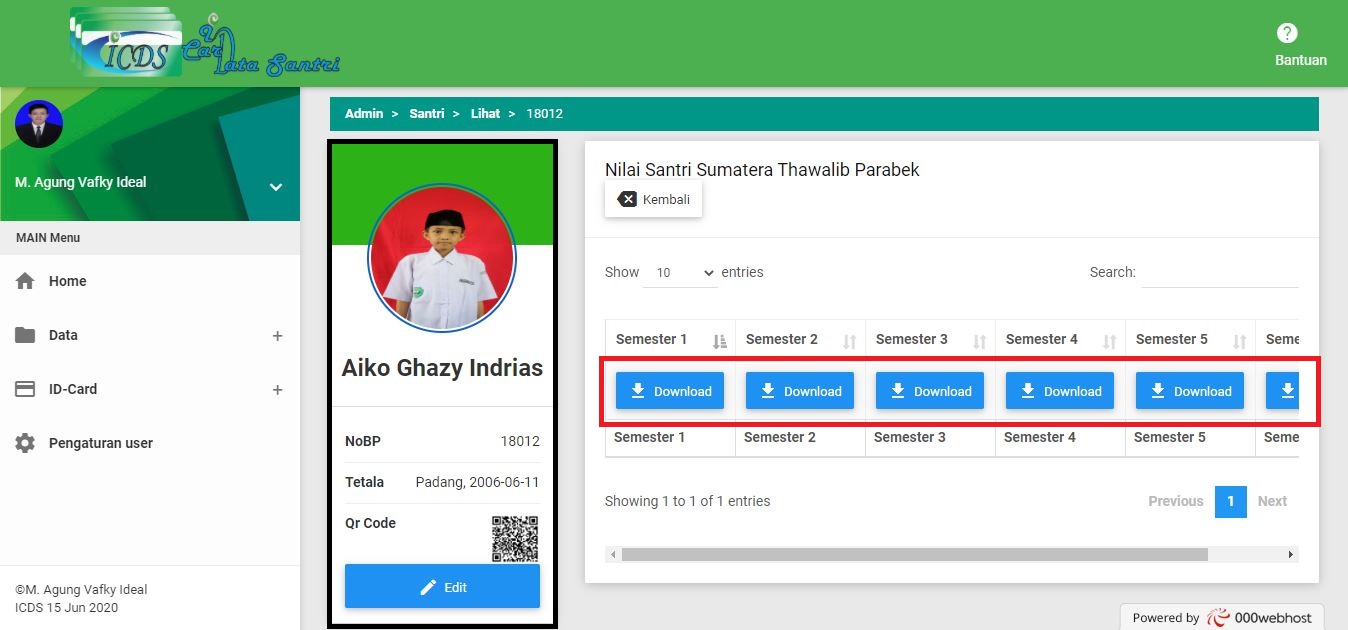 iCDS Card Data Santri
Bantuan
M. Agung Vafky Ideal
MAIN Menu
Home
Data +
ID-Card +
Pengaturan user
©M. Agung Vafky Ideal
ICDS 15 Jun 2020
Admin > Santri > Lihat > 18012
Aiko Ghazy Indrias
NoBP 18012
Tetala Padang, 2006-06-11
Qr Code
Edit
Nilai Santri Sumatera Thawalib Parabek
Kembali
Show 10 entries Search:
Semester 1 Semester 2 Semester 3 Semester 4 Semester 5 Seme
Download Download Download Download Download
Semester 1 Semester 2 Semester 3 Semester 4 Semester 5 Seme
Showing 1 to 1 of 1 entries Previous 1 Next
Powered by 000webhost